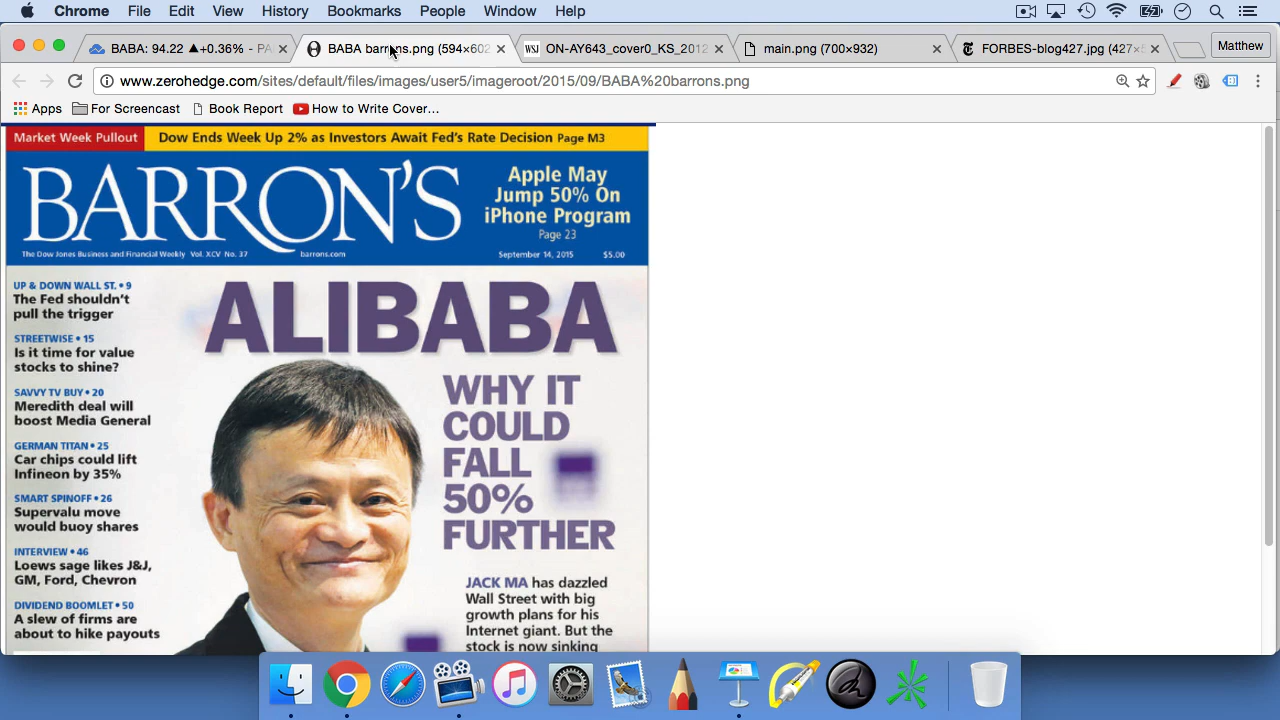 Chrome File Edit View History Bookmarks People Window Help
BABA: 94.22 ▲+0.36% - PA
BABA barrons.png (594×602
WSJ ON-AY643_cover0_KS_2012
main.png (700×932)
FORBES-blog427.jpg (427×5
Matthew
www.zerohedge.com/sites/default/files/images/user5/imageroot/2015/09/BABA%20barrons.png
Apps For Screencast Book Report How to Write Cover…
Market Week Pullout Dow Ends Week Up 2% as Investors Await Fed's Rate Decision Page M3
BARRON'S
Apple May
Jump 50% On
iPhone Program
Page 23
The Dow Jones Business and Financial Weekly Vol. XCV No. 37 barrons.com September 14, 2015 $5.00
UP & DOWN WALL ST. • 9
The Fed shouldn't
pull the trigger
STREETWISE • 15
Is it time for value
stocks to shine?
SAVVY TV BUY • 20
Meredith deal will
boost Media General
GERMAN TITAN • 25
Car chips could lift
Infineon by 35%
SMART SPINOFF • 26
Supervalu move
would buoy shares
INTERVIEW • 46
Loews sage likes J&J,
GM, Ford, Chevron
DIVIDEND BOOMLET • 50
A slew of firms are
about to hike payouts
ALIBABA
WHY IT
COULD
FALL
50%
FURTHER
JACK MA has dazzled
Wall Street with big
growth plans for his
Internet giant. But the
stock is now sinking